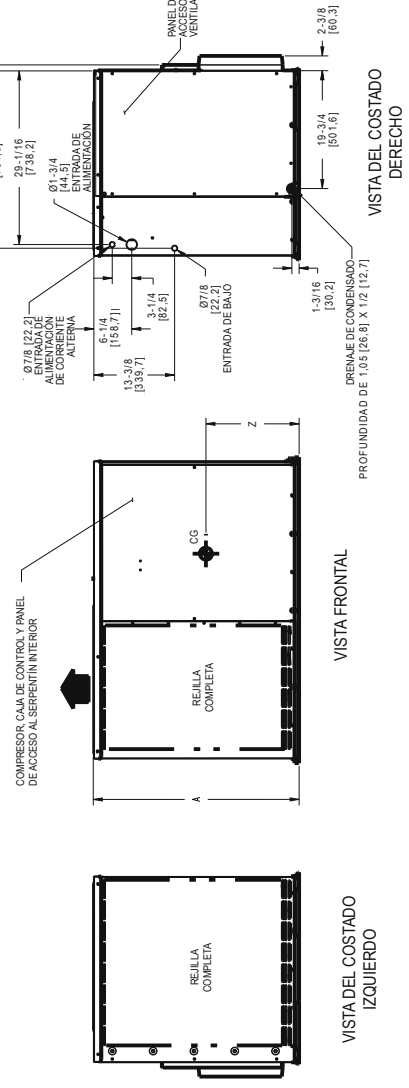 PANEL D
ACCESO
VENTILA
2-3/8
[60,3]
29-1/16
[738,2]
19-3/4
[501,6]
Ø1-3/4
[44,5]
ENTRADA DE
ALIMENTACIÓN
Ø7/8 [22,2]
ENTRADA DE
ALIMENTACIÓN
DE CORRIENTE
ALTERNA
6-1/4
[158,7]
3-1/4
[82,5]
13-3/8
[339,7]
Ø7/8
[22,2]
ENTRADA DE BAJO
1-3/16
[30,2]
DRENAJE DE CONDENSADO
PROFUNDIDAD DE 1,05 [26,8] X 1/2 [12,7]
VISTA DEL COSTADO
DERECHO
COMPRESOR, CAJA DE CONTROL Y PANEL
DE ACCESO AL SERPENTÍN INTERIOR
CG
Z
REJILLA
COMPLETA
A
VISTA FRONTAL
REJILLA
COMPLETA
VISTA DEL COSTADO
IZQUIERDO